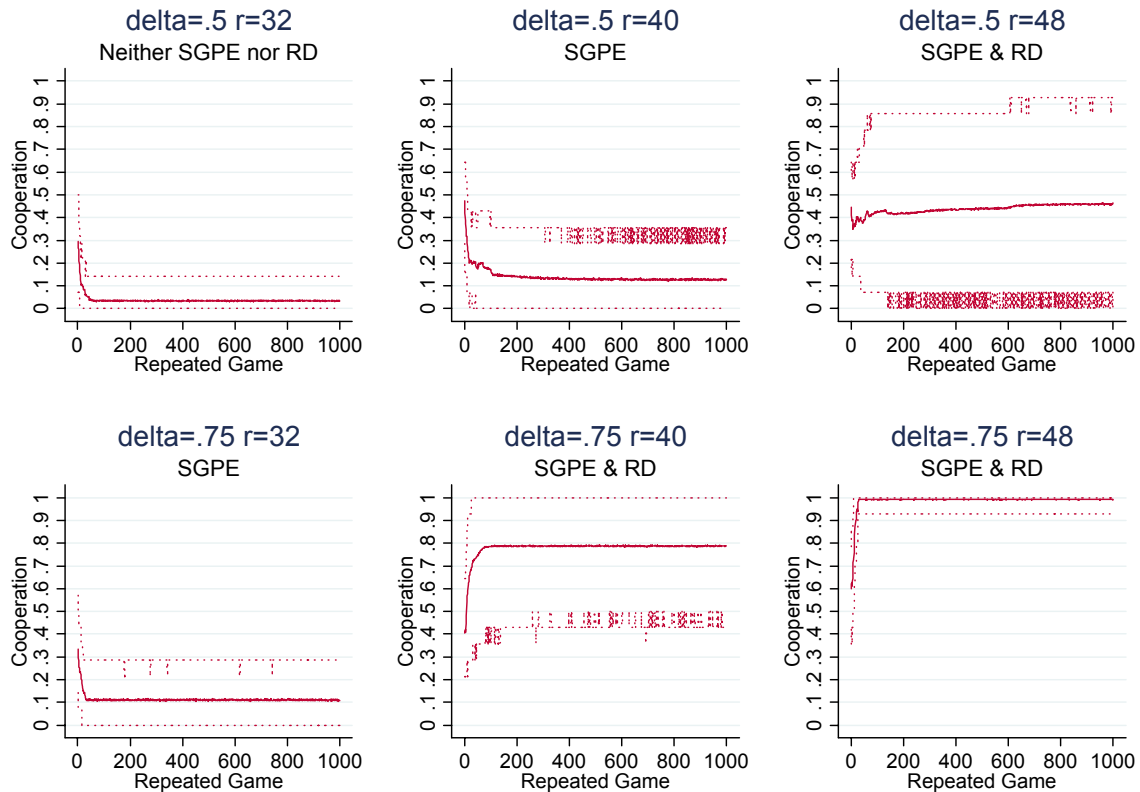 delta=.5 r=32
Neither SGPE nor RD
Cooperation
0 .1 .2 .3 .4 .5 .6 .7 .8 .9 1
0 200 400 600 800 1000
Repeated Game
delta=.5 r=40
SGPE
Cooperation
0 .1 .2 .3 .4 .5 .6 .7 .8 .9 1
0 200 400 600 800 1000
Repeated Game
delta=.5 r=48
SGPE & RD
Cooperation
0 .1 .2 .3 .4 .5 .6 .7 .8 .9 1
0 200 400 600 800 1000
Repeated Game
delta=.75 r=32
SGPE
Cooperation
0 .1 .2 .3 .4 .5 .6 .7 .8 .9 1
0 200 400 600 800 1000
Repeated Game
delta=.75 r=40
SGPE & RD
Cooperation
0 .1 .2 .3 .4 .5 .6 .7 .8 .9 1
0 200 400 600 800 1000
Repeated Game
delta=.75 r=48
SGPE & RD
Cooperation
0 .1 .2 .3 .4 .5 .6 .7 .8 .9 1
0 200 400 600 800 1000
Repeated Game